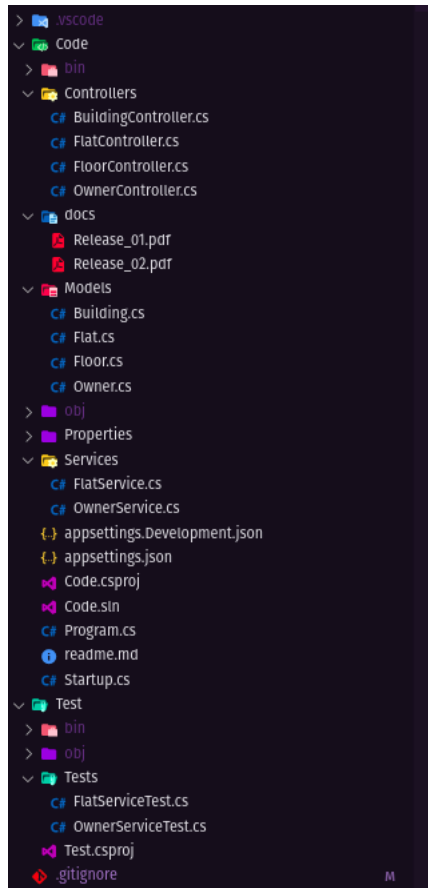 .vscode
Code
bin
Controllers
C# BuildingController.cs
C# FlatController.cs
C# FloorController.cs
C# OwnerController.cs
docs
Release_01.pdf
Release_02.pdf
Models
C# Building.cs
C# Flat.cs
C# Floor.cs
C# Owner.cs
obj
Properties
Services
C# FlatService.cs
C# OwnerService.cs
{..} appsettings.Development.json
{..} appsettings.json
Code.csproj
Code.sln
C# Program.cs
readme.md
C# Startup.cs
Test
bin
obj
Tests
C# FlatServiceTest.cs
C# OwnerServiceTest.cs
Test.csproj
.gitignore M